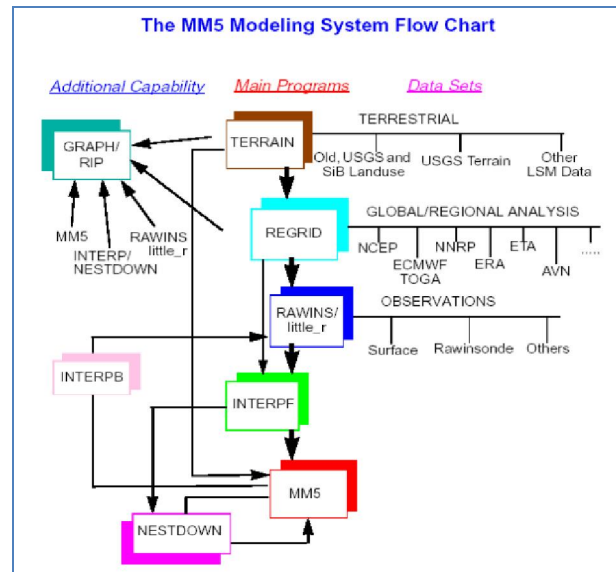 The MM5 Modeling System Flow Chart
Additional Capability
Main Programs
Data Sets
TERRESTRIAL
TERRAIN
Old, USGS and
SiB Landuse
USGS Terrain
Other
LSM Data
GRAPH/
RIP
MM5
INTERP/
NESTDOWN
RAWINS
little_r
GLOBAL/REGIONAL ANALYSIS
REGRID
NCEP
ECMWF
TOGA
NNRP
ERA
ETA
AVN
.....
OBSERVATIONS
RAWINS/
little_r
Surface
Rawinsonde
Others
INTERPB
INTERPF
MM5
NESTDOWN